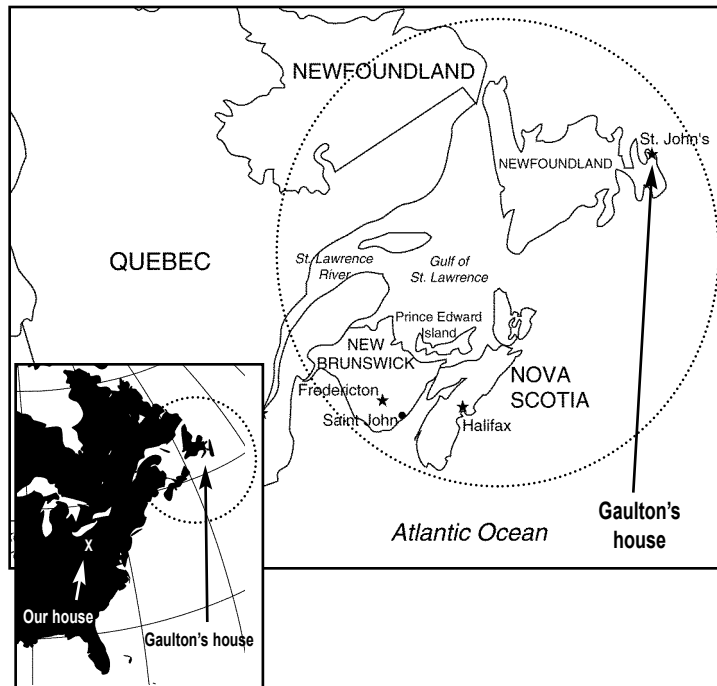 NEWFOUNDLAND
St. John's
NEWFOUNDLAND
QUEBEC
St. Lawrence
River
Gulf of
St. Lawrence
Prince Edward
Island
NEW
BRUNSWICK
NOVA
SCOTIA
Fredericton
Saint John
Halifax
Gaulton's
house
Atlantic Ocean
X
Our house
Gaulton's house